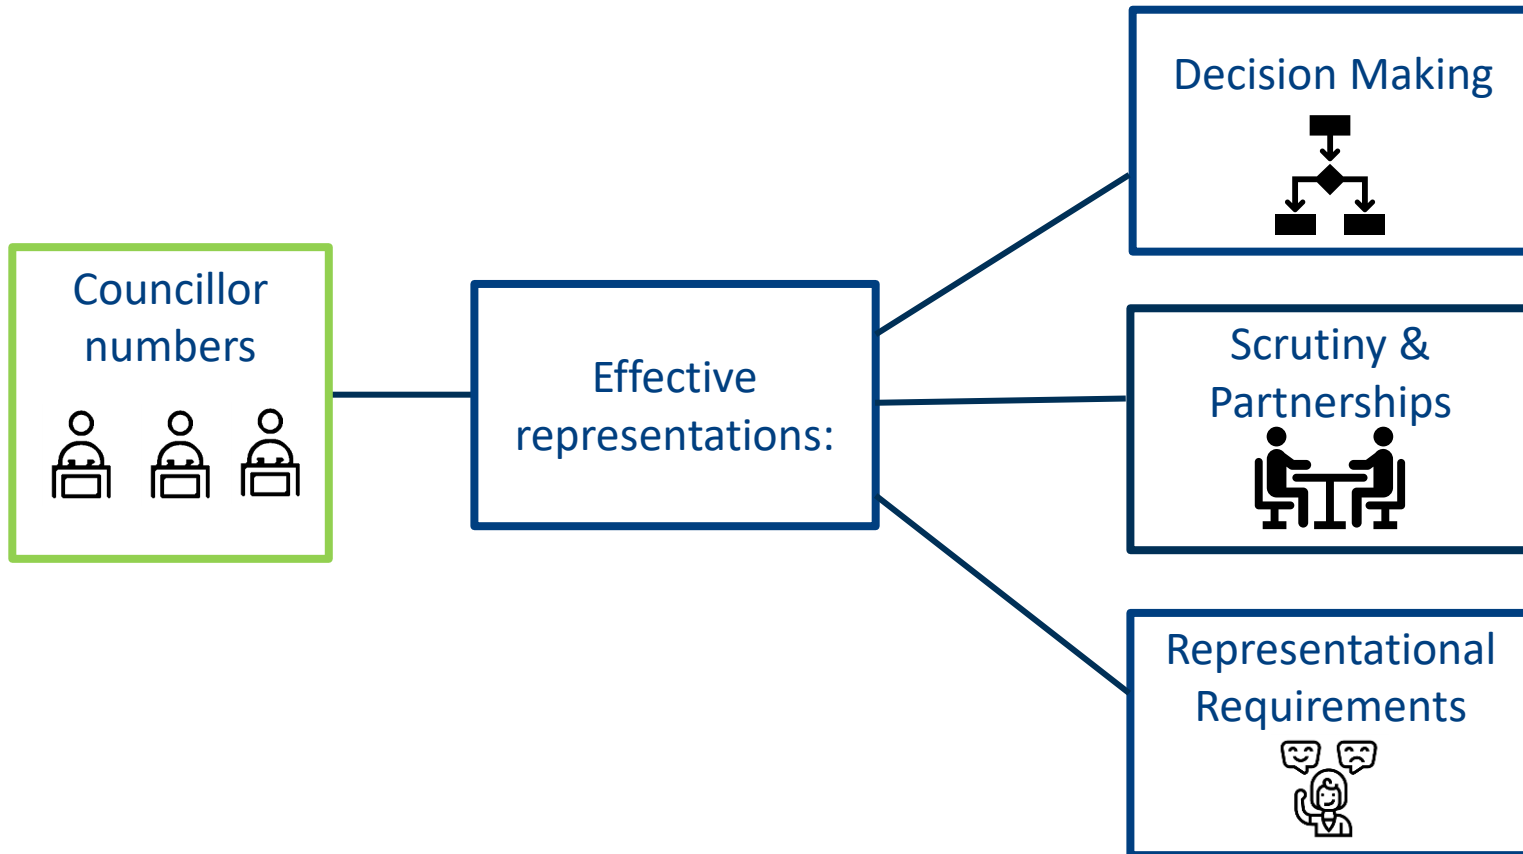 Councillor
numbers
Effective
representations:
Decision Making
Scrutiny &
Partnerships
Representational
Requirements